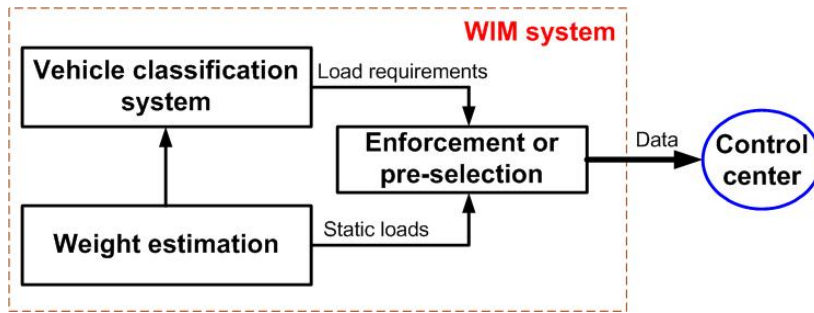 WIM system
Vehicle classification
system
Load requirements
Enforcement or
pre-selection
Data
Control
center
Weight estimation
Static loads